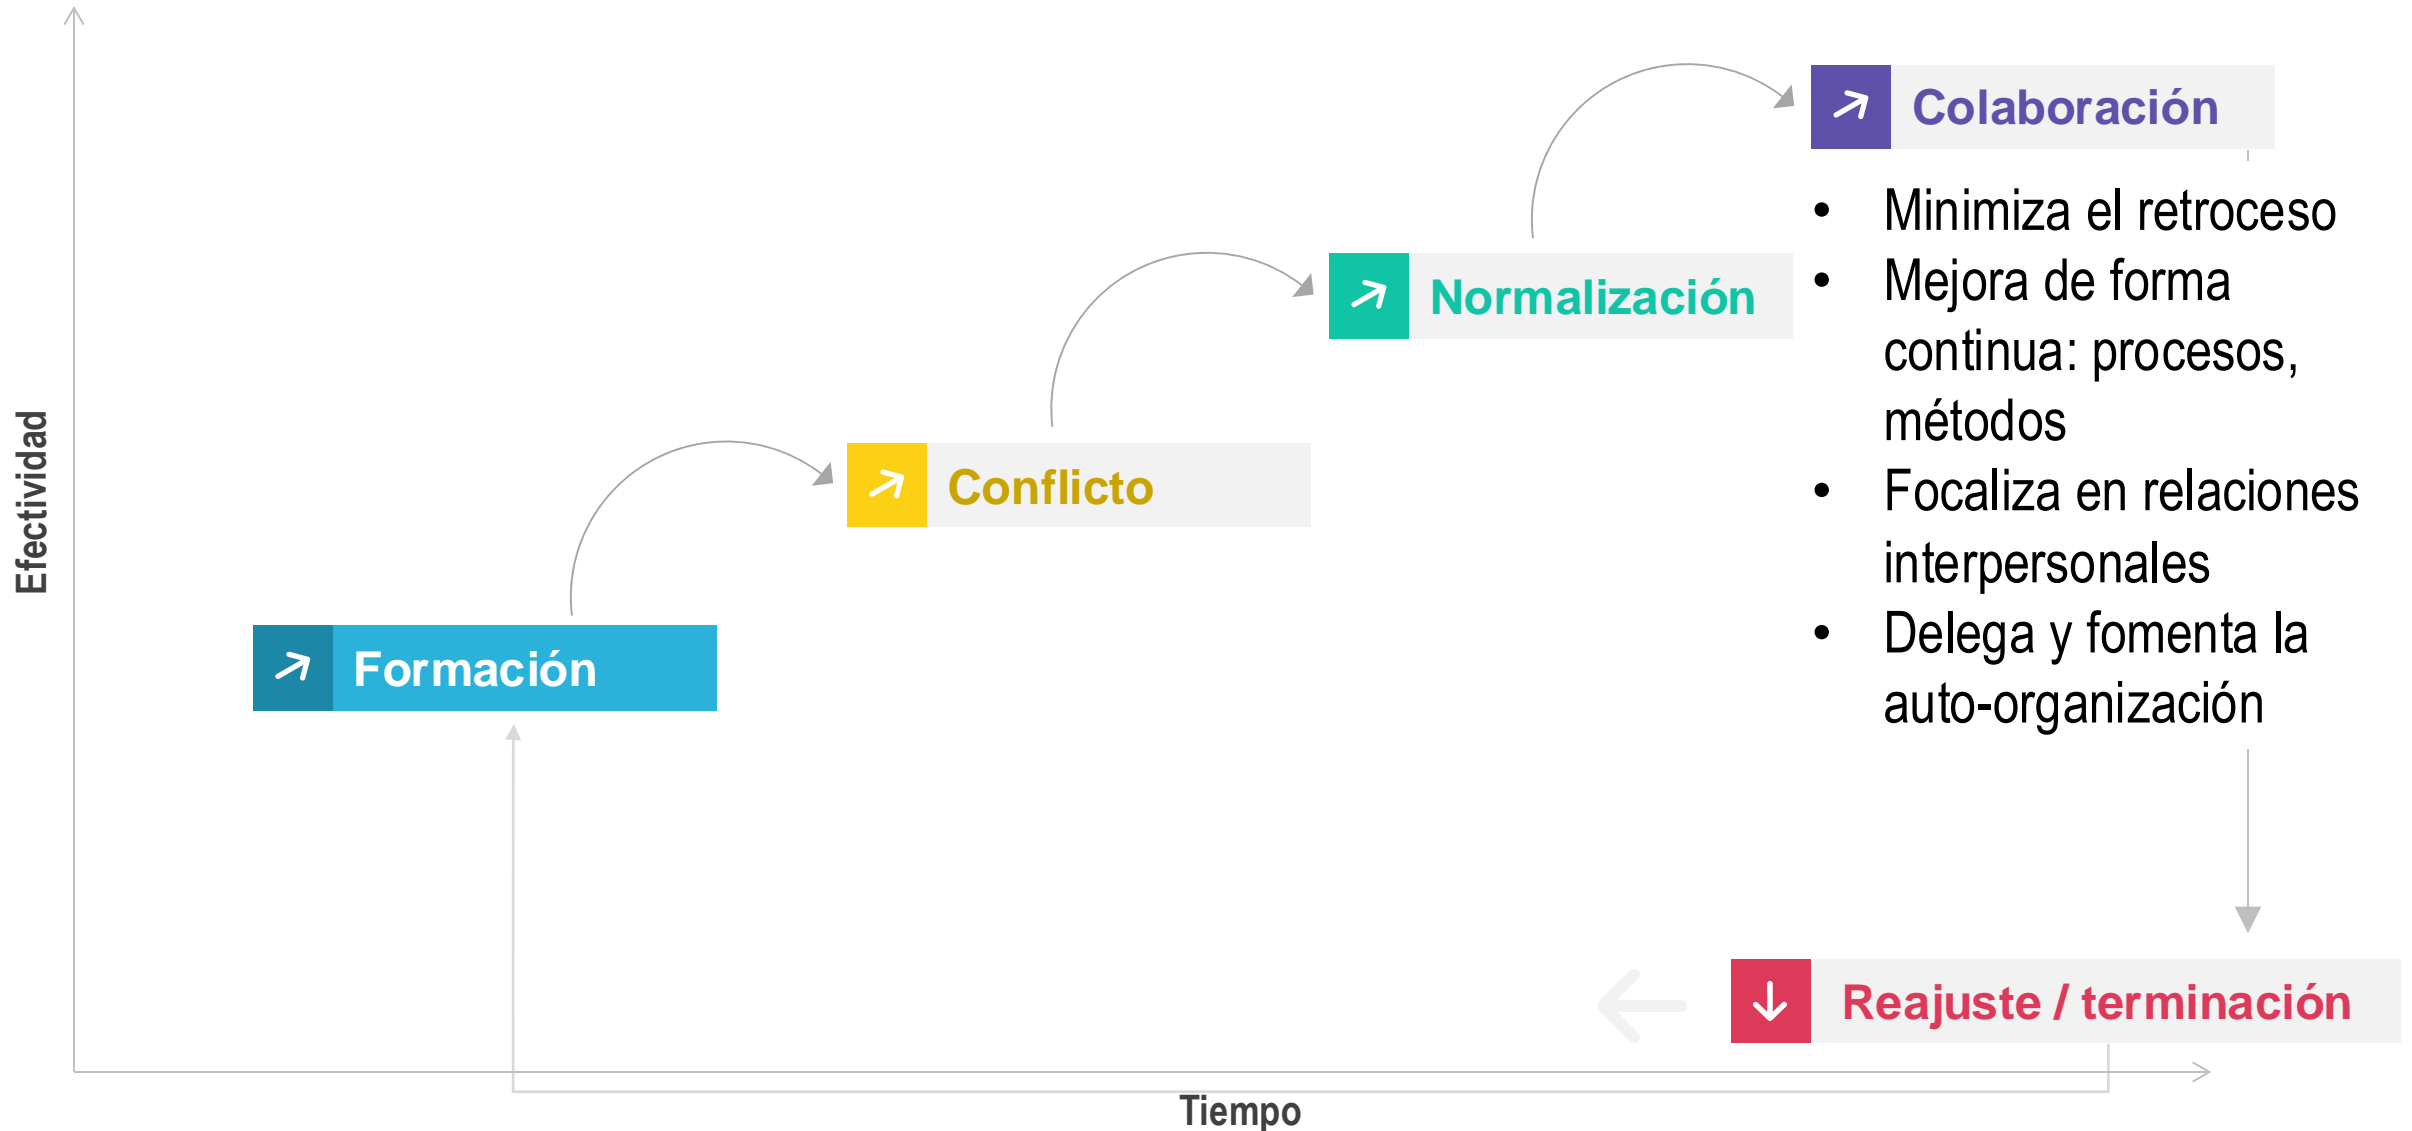 Colaboración
• Minimiza el retroceso
• Mejora de forma
continua: procesos,
métodos
• Focaliza en relaciones
interpersonales
• Delega y fomenta la
auto-organización
Normalización
Conflicto
Formación
Efectividad
Reajuste / terminación
Tiempo